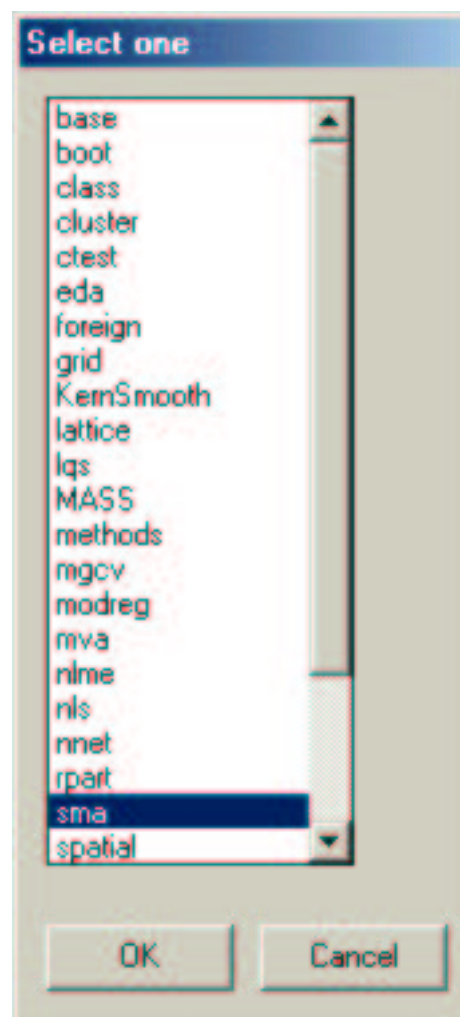 Select one
base
boot
class
cluster
ctest
eda
foreign
grid
KernSmooth
lattice
lqs
MASS
methods
mgcv
modreg
mva
nlme
nls
nnet
rpart
sma
spatial
OK Cancel